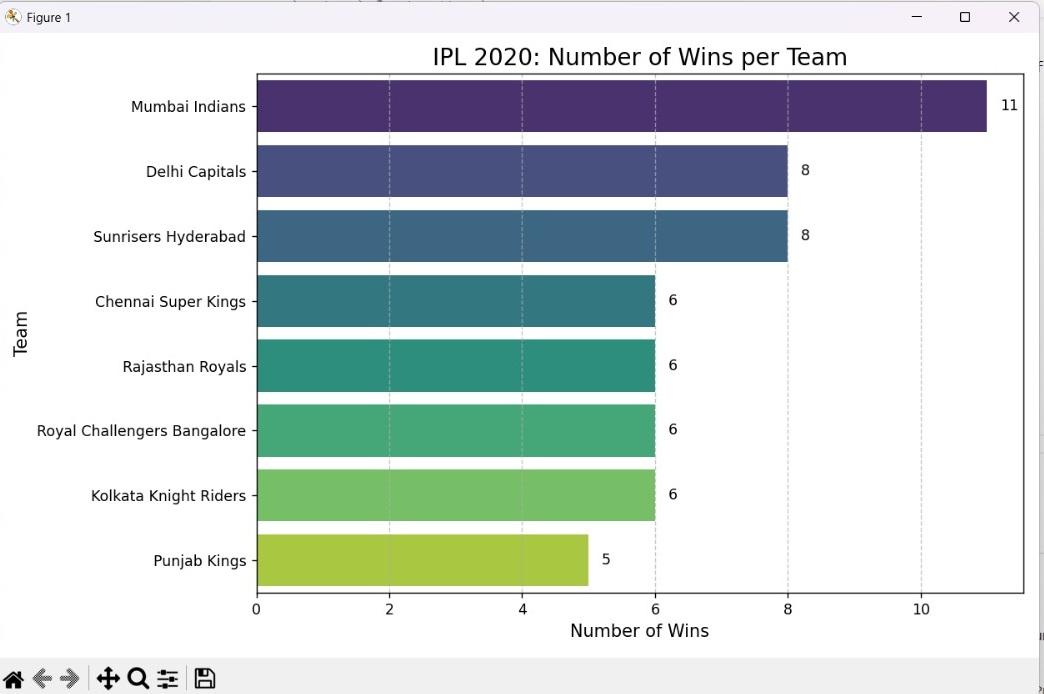 Figure 1
IPL 2020: Number of Wins per Team
Mumbai Indians 11
Delhi Capitals 8
Sunrisers Hyderabad 8
Chennai Super Kings 6
Rajasthan Royals 6
Royal Challengers Bangalore 6
Kolkata Knight Riders 6
Punjab Kings 5
Team
0 2 4 6 8 10
Number of Wins